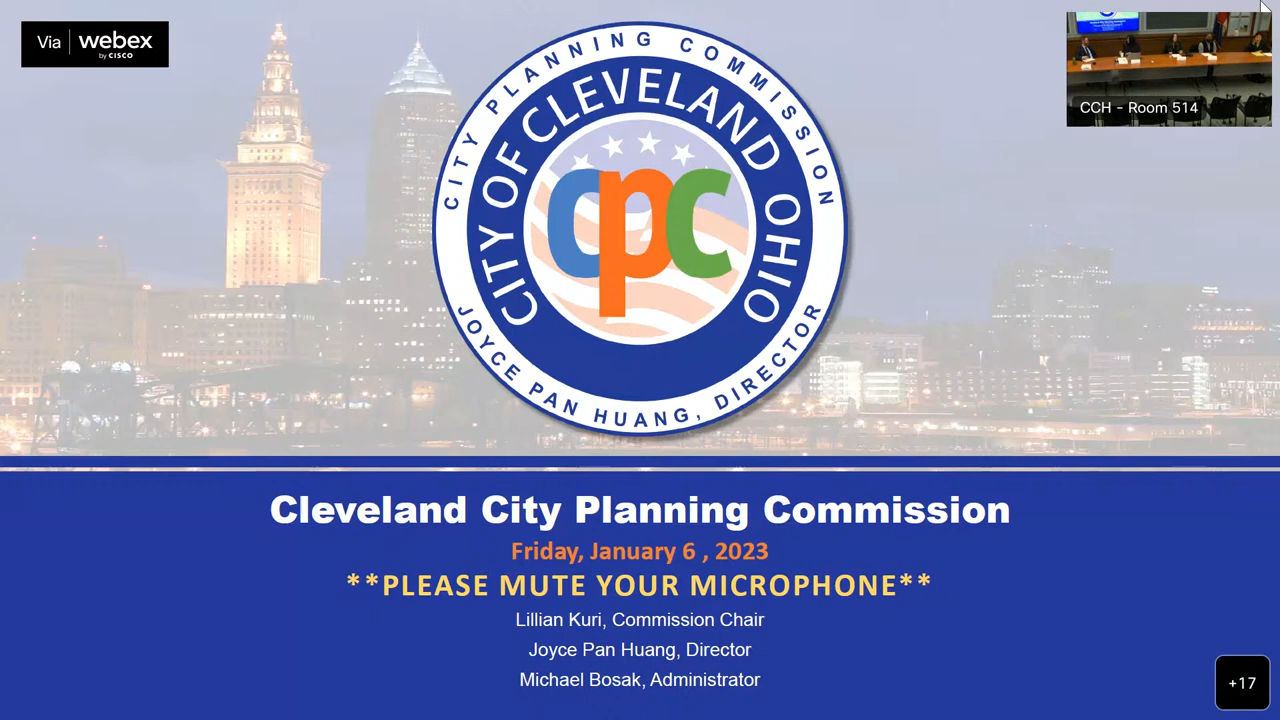 Via webex
by CISCO
CITY PLANNING COMMISSION
CITY OF CLEVELAND OHIO
cpc
JOYCE PAN HUANG, DIRECTOR
CCH - Room 514
Cleveland City Planning Commission
Friday, January 6 , 2023
**PLEASE MUTE YOUR MICROPHONE**
Lillian Kuri, Commission Chair
Joyce Pan Huang, Director
Michael Bosak, Administrator
+17